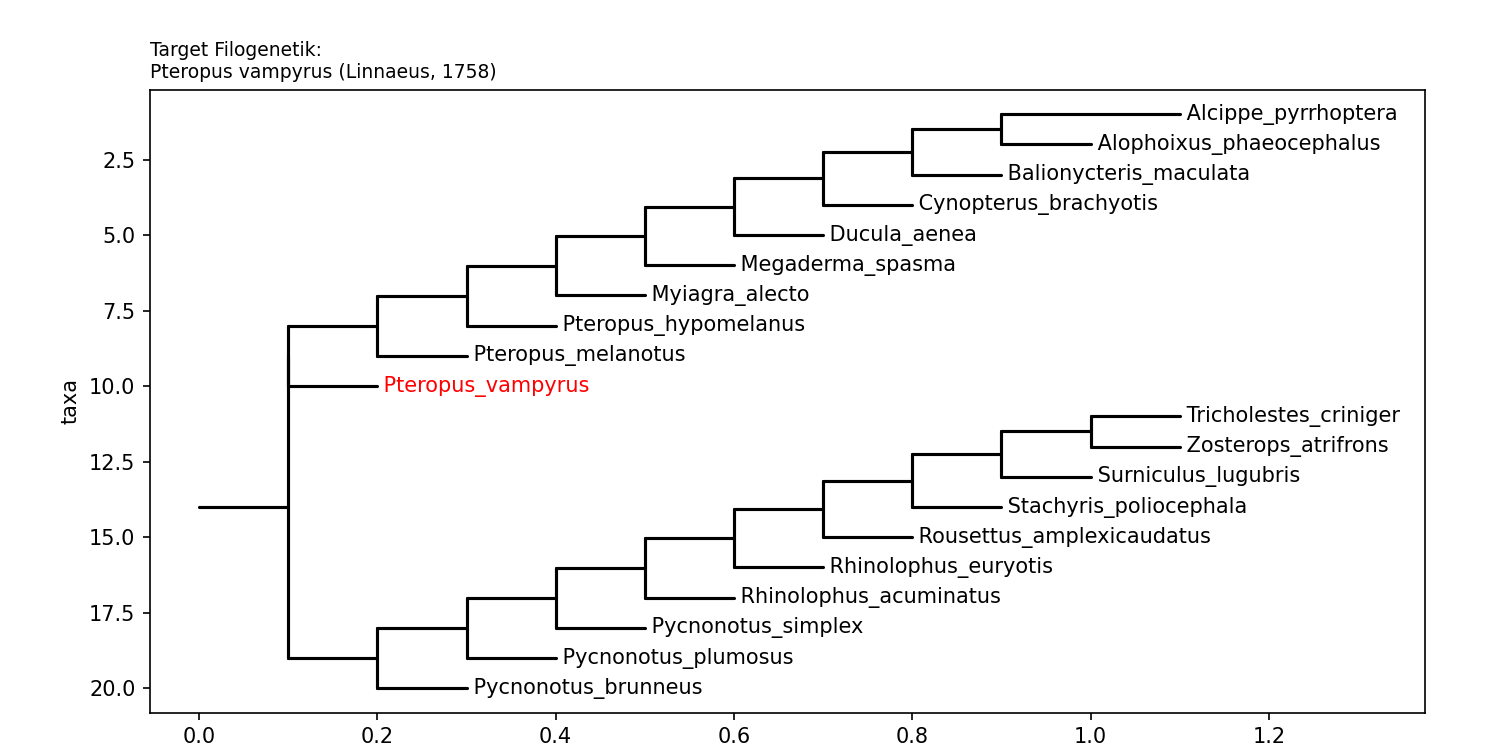 Target Filogenetik:
Pteropus vampyrus (Linnaeus, 1758)
Alcippe_pyrrhoptera
Alophoixus_phaeocephalus
2.5
Balionycteris_maculata
Cynopterus_brachyotis
5.0
Ducula_aenea
Megaderma_spasma
Myiagra_alecto
7.5
Pteropus_hypomelanus
Pteropus_melanotus
10.0
Pteropus_vampyrus
taxa
Tricholestes_criniger
Zosterops_atrifrons
12.5
Surniculus_lugubris
Stachyris_poliocephala
15.0
Rousettus_amplexicaudatus
Rhinolophus_euryotis
Rhinolophus_acuminatus
17.5
Pycnonotus_simplex
Pycnonotus_plumosus
20.0
Pycnonotus_brunneus
0.0 0.2 0.4 0.6 0.8 1.0 1.2